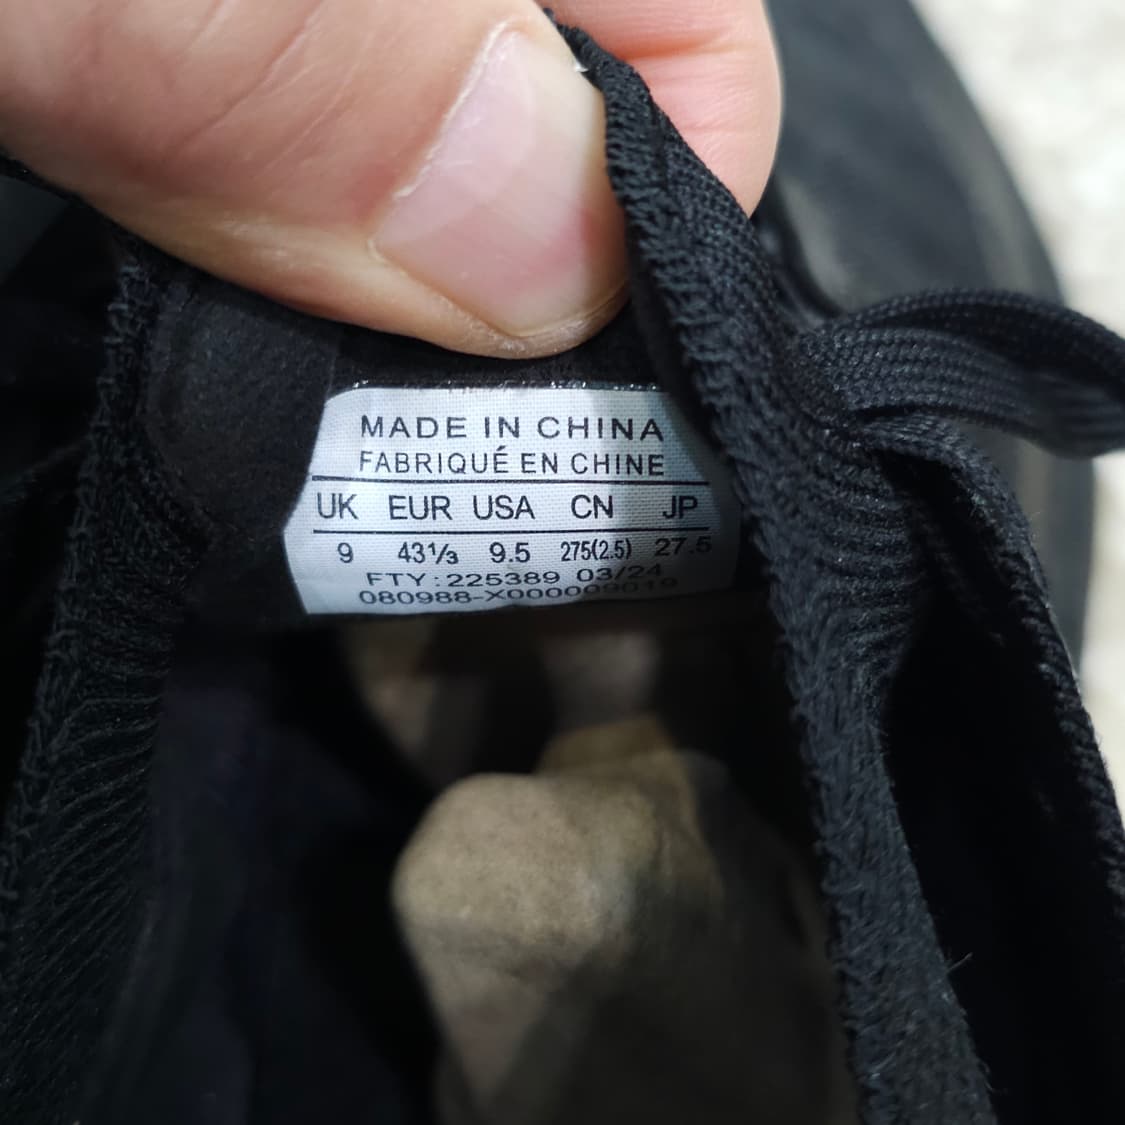 MADE IN CHINA
FABRIQUÉ EN CHINE
UK EUR USA CN JP
9 43⅓ 9.5 275(2.5) 27.5
FTY: 225389 03/24
080988-X000009019